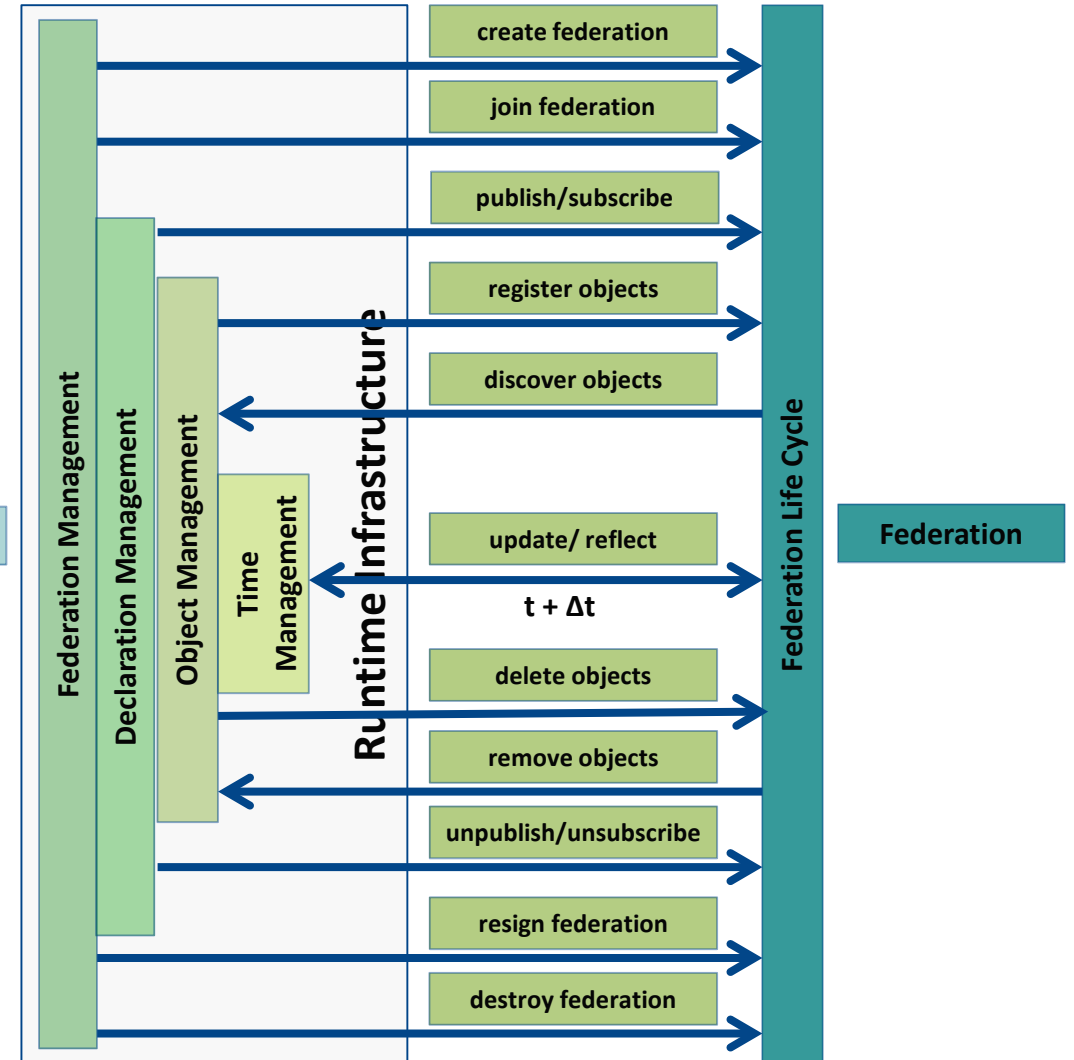 create federation
join federation
publish/subscribe
register objects
discover objects
update/ reflect
t + Δt
delete objects
remove objects
unpublish/unsubscribe
resign federation
destroy federation
Federation Management
Declaration Management
Object Management
Time
Management
Runtime Infrastructure
Federation Life Cycle
Federation